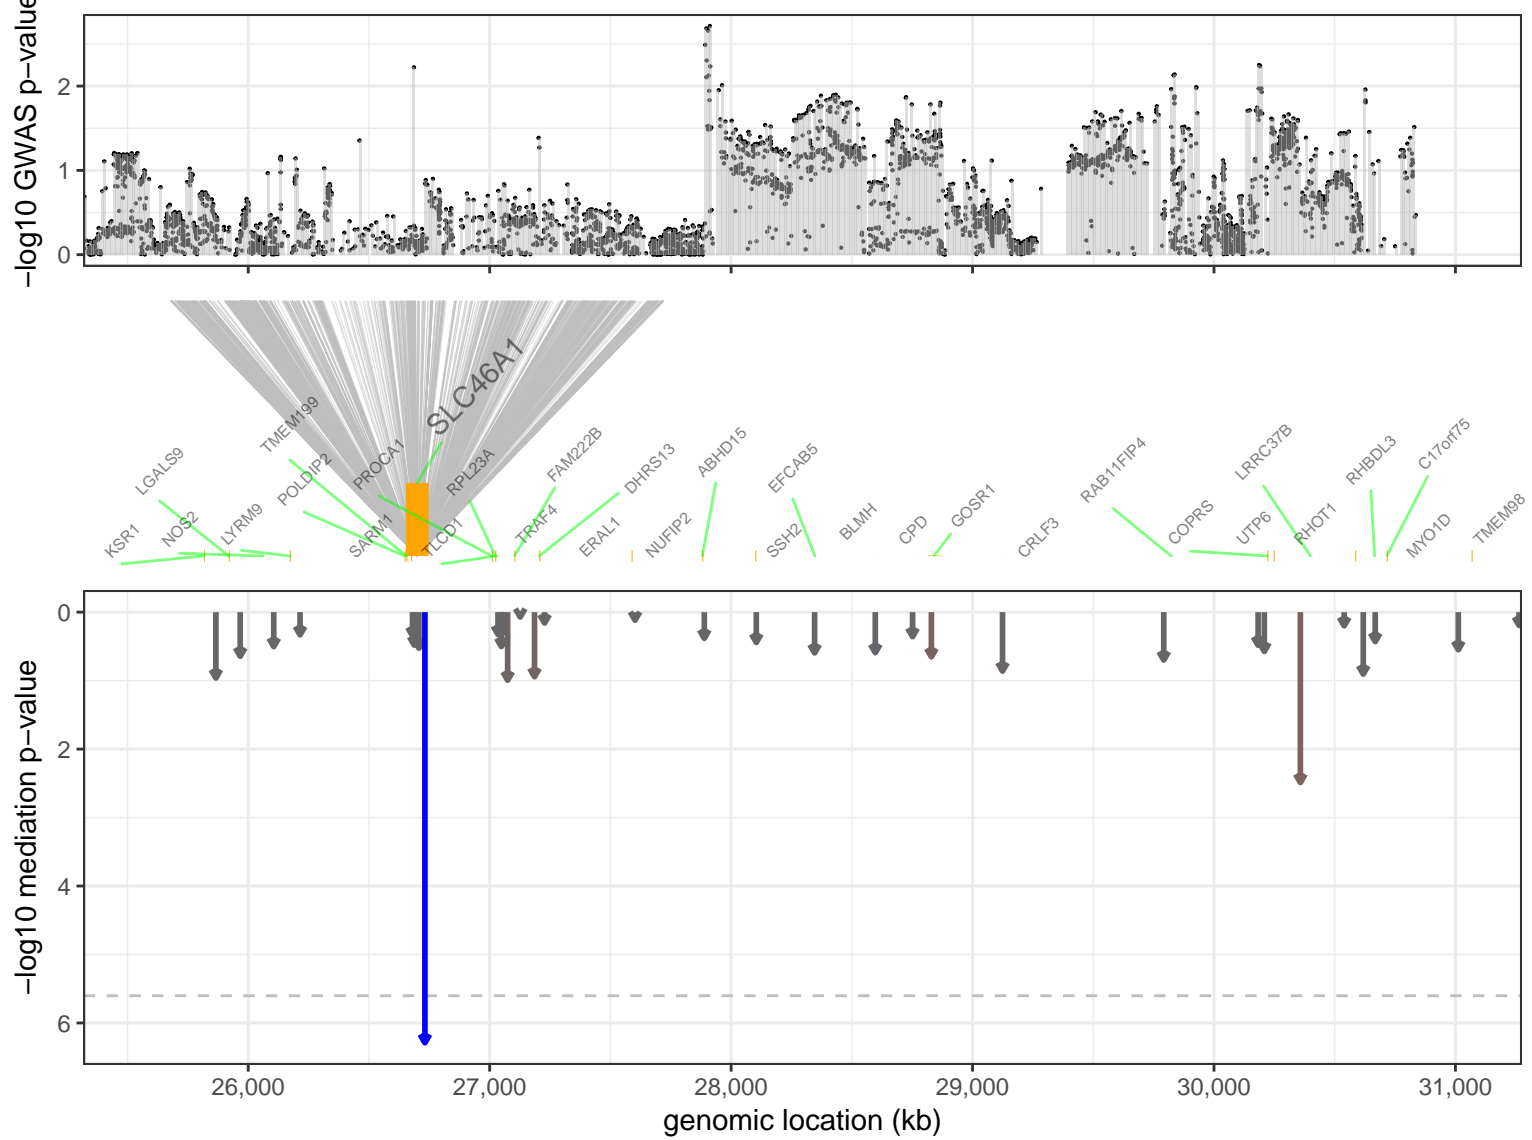 −log10 GWAS p−value
2
1
0
SLC46A1
TMEM199
LGALS9
POLDIP2
PROCA1
RPL23A
FAM222B
DHRS13
ABHD15
EFCAB5
RAB11FIP4
LRRC37B
RHBDL3
C17orf75
KSR1
NOS2
LYRM9
SARM1
TLCD1
TRAF4
ERAL1
NUFIP2
SSH2
BLMH
CPD
GOSR1
CRLF3
COPRS
UTP6
RHOT1
MYO1D
TMEM98
−log10 mediation p−value
0
2
4
6
26,000 27,000 28,000 29,000 30,000 31,000
genomic location (kb)